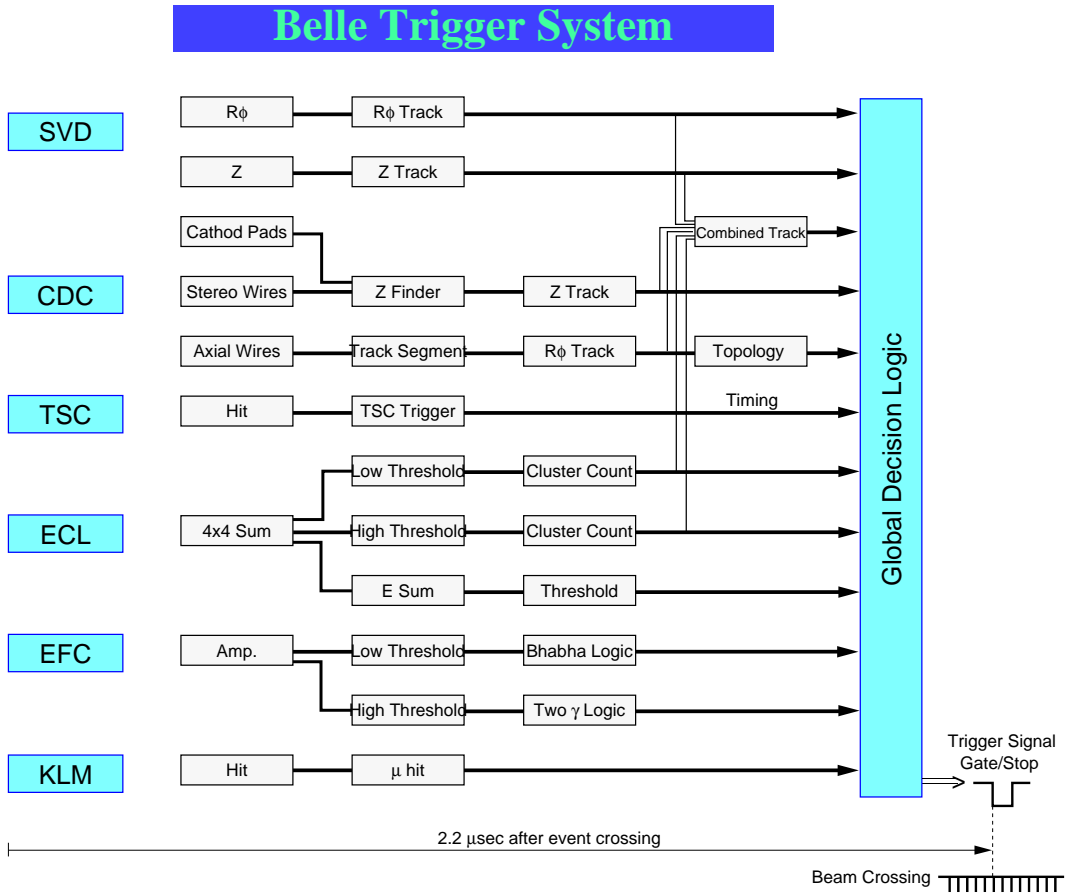 Belle Trigger System
SVD
Rϕ
Rϕ Track
Z
Z Track
Cathod Pads
Combined Track
CDC
Stereo Wires
Z Finder
Z Track
Axial Wires
Track Segment
Rϕ Track
Topology
TSC
Hit
TSC Trigger
Timing
Low Threshold
Cluster Count
ECL
4x4 Sum
High Threshold
Cluster Count
E Sum
Threshold
EFC
Amp.
Low Threshold
Bhabha Logic
High Threshold
Two γ Logic
KLM
Hit
μ hit
Global Decision Logic
Trigger Signal
Gate/Stop
2.2 μsec after event crossing
Beam Crossing